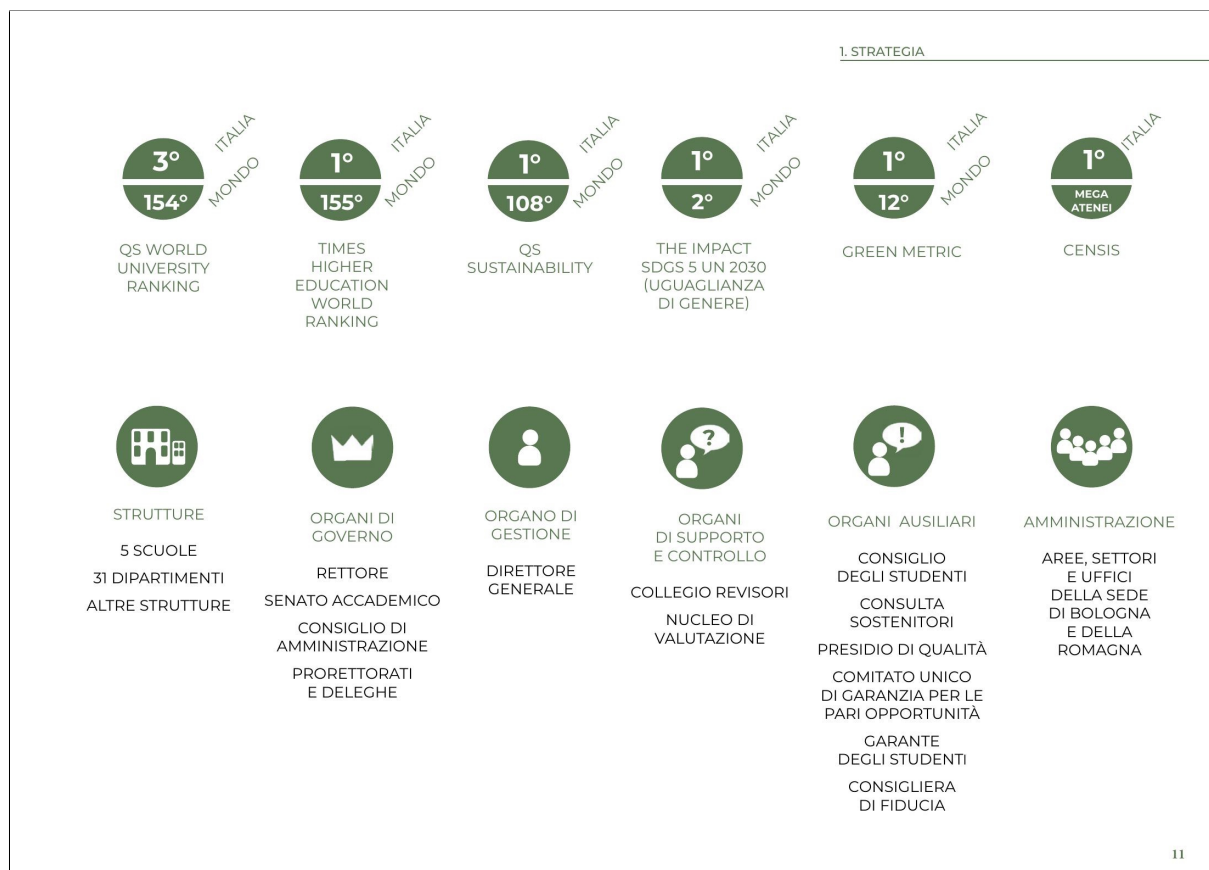 1. STRATEGIA
3°
154°
ITALIA
MONDO
QS WORLD
UNIVERSITY
RANKING
1°
155°
ITALIA
MONDO
TIMES
HIGHER
EDUCATION
WORLD
RANKING
1°
108°
ITALIA
MONDO
QS
SUSTAINABILITY
1°
2°
ITALIA
MONDO
THE IMPACT
SDGS 5 UN 2030
(UGUAGLIANZA
DI GENERE)
1°
12°
ITALIA
MONDO
GREEN METRIC
1°
MEGA
ATENEI
ITALIA
CENSIS
STRUTTURE
5 SCUOLE
31 DIPARTIMENTI
ALTRE STRUTTURE
ORGANI DI
GOVERNO
RETTORE
SENATO ACCADEMICO
CONSIGLIO DI
AMMINISTRAZIONE
PRORETTORATI
E DELEGHE
ORGANO DI
GESTIONE
DIRETTORE
GENERALE
?
ORGANI
DI SUPPORTO
E CONTROLLO
COLLEGIO REVISORI
NUCLEO DI
VALUTAZIONE
!
ORGANI AUSILIARI
CONSIGLIO
DEGLI STUDENTI
CONSULTA
SOSTENITORI
PRESIDIO DI QUALITÀ
COMITATO UNICO
DI GARANZIA PER LE
PARI OPPORTUNITÀ
GARANTE
DEGLI STUDENTI
CONSIGLIERA
DI FIDUCIA
AMMINISTRAZIONE
AREE, SETTORI
E UFFICI
DELLA SEDE
DI BOLOGNA
E DELLA
ROMAGNA
11